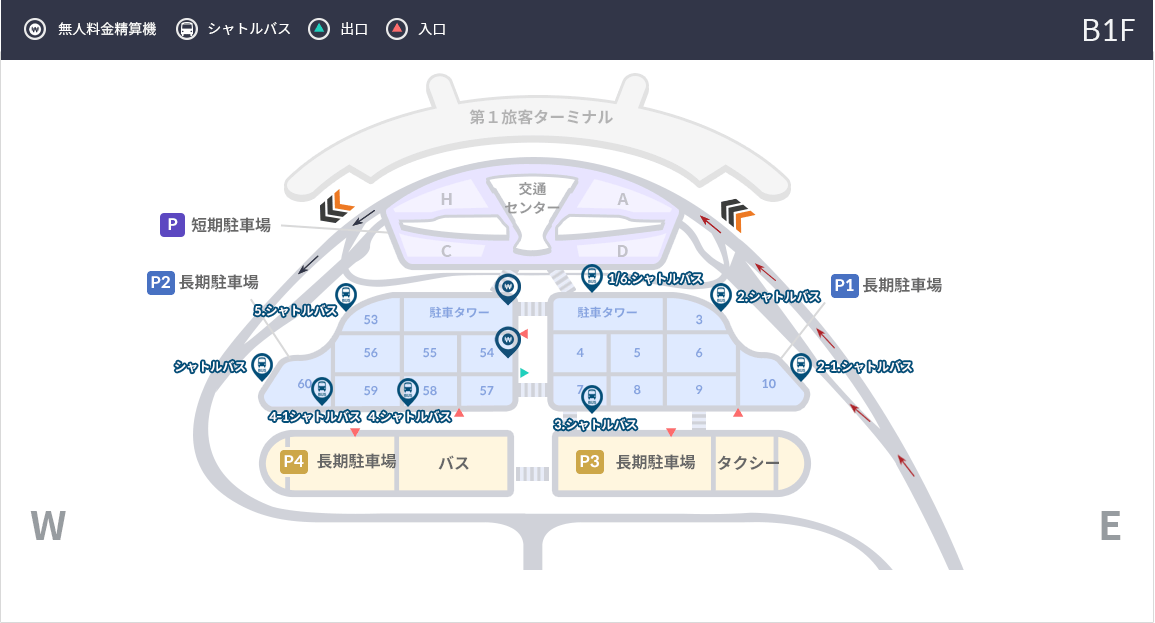 無人料金精算機
シャトルバス
出口
入口
B1F
第１旅客ターミナル
交通
センター
H
A
C
D
P 短期駐車場
P2 長期駐車場
P1 長期駐車場
1/6.シャトルバス
5.シャトルバス
2.シャトルバス
53
駐車タワー
駐車タワー
3
56
55
54
4
5
6
シャトルバス
2-1.シャトルバス
60
59
58
57
7
8
9
10
4-1シャトルバス
4.シャトルバス
3.シャトルバス
P4 長期駐車場
バス
P3 長期駐車場
タクシー
W
E